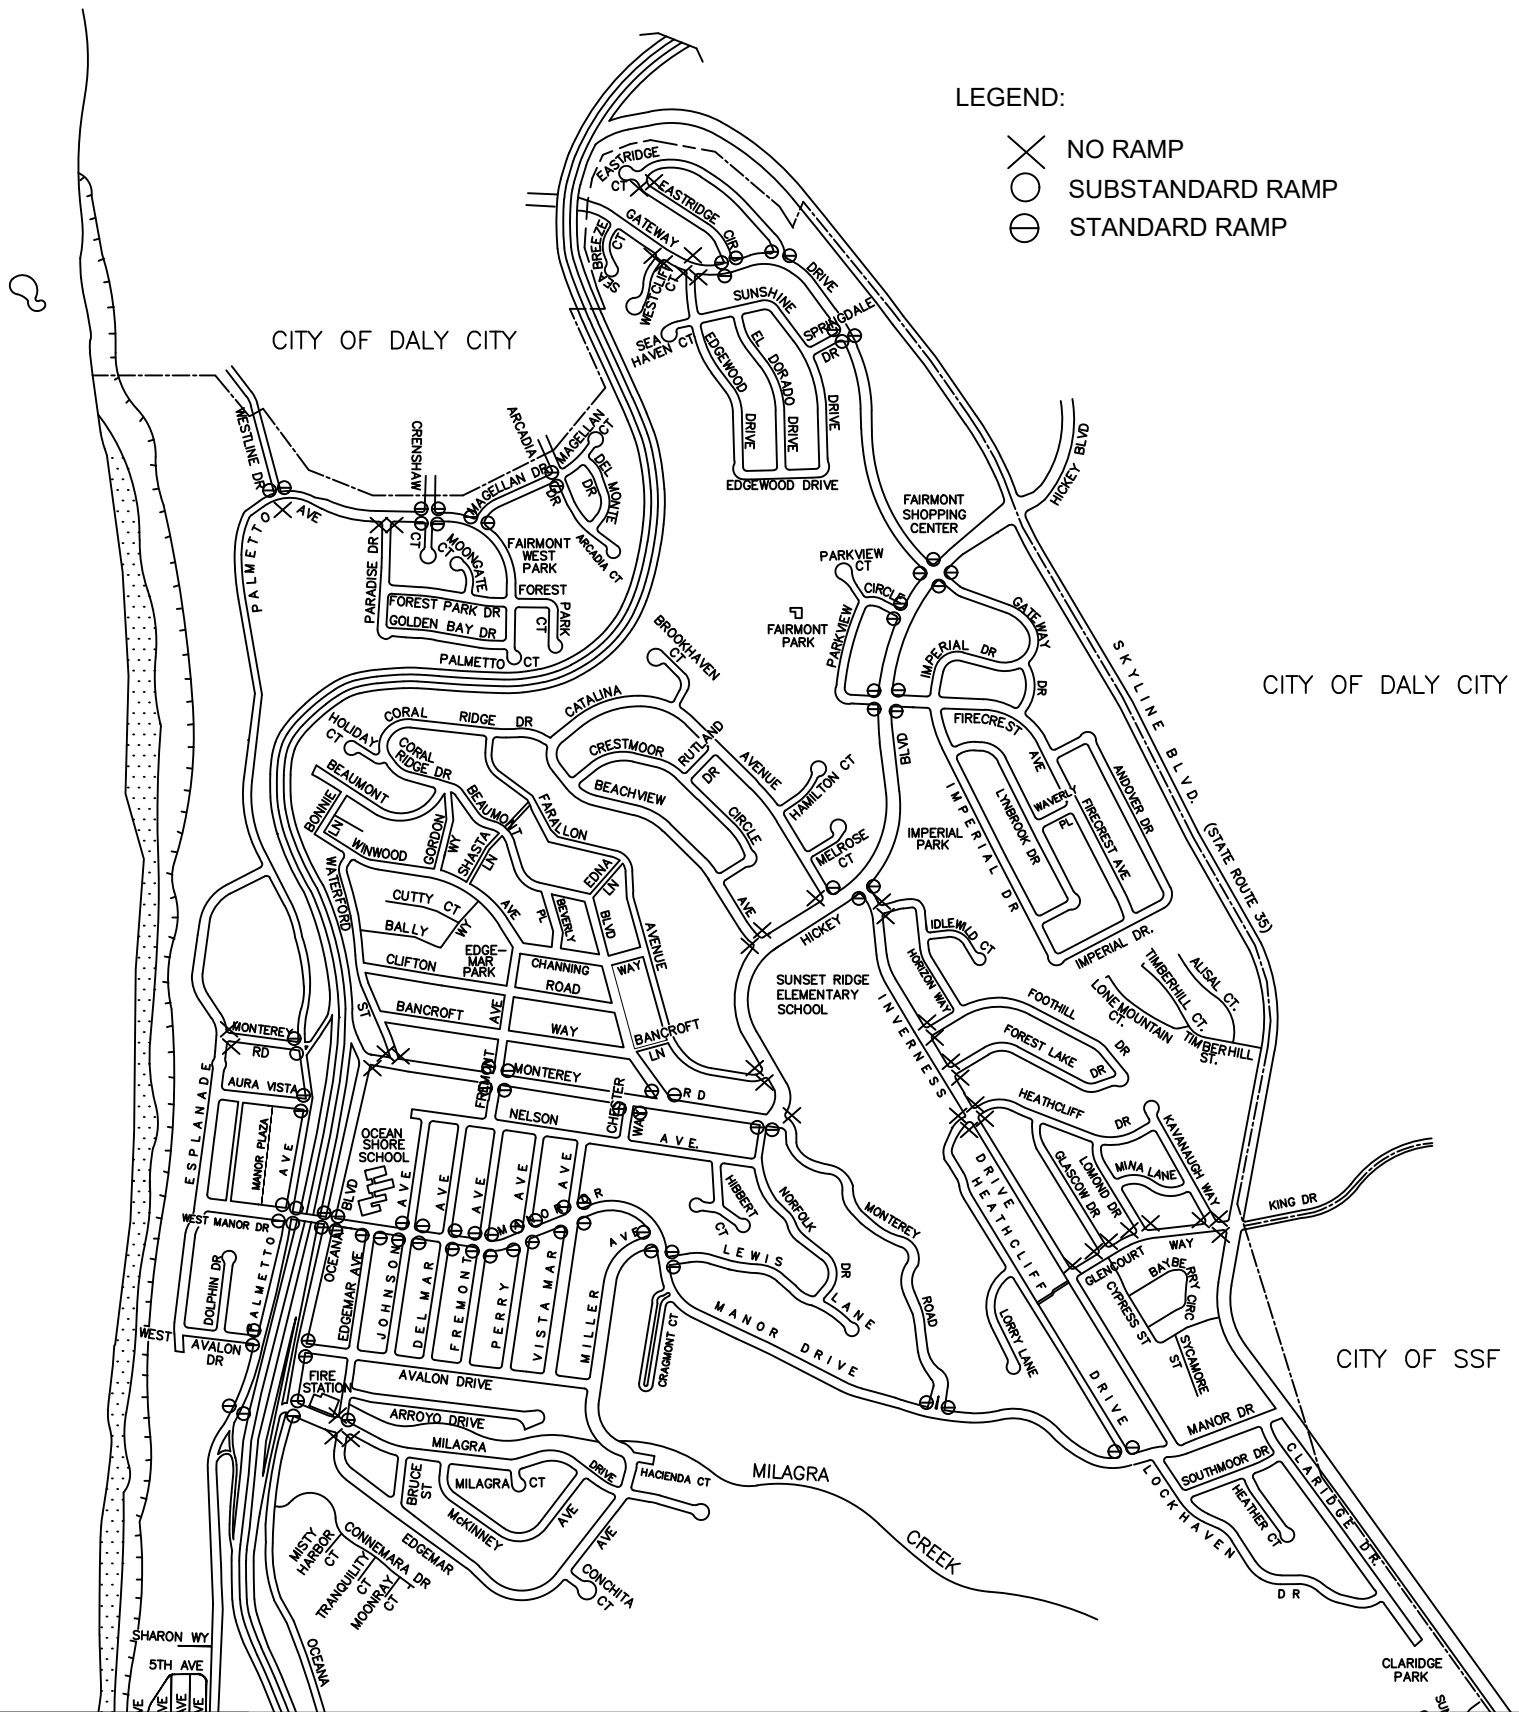 LEGEND:
NO RAMP
SUBSTANDARD RAMP
STANDARD RAMP
EASTRIDGE
CT
EASTRIDGE
CIR
GATEWAY
DRIVE
SEA BREEZE
CT
WESTCLIFF
CT
SUNSHINE
SPRINGDALE
DR
SEA
HAVEN CT
EDGEWOOD
DRIVE
EL DORADO DRIVE
DRIVE
EDGEWOOD DRIVE
CITY OF DALY CITY
WESTLINE DR
CRENSHAW
CT
ARCADIA
DR
MAGELLAN
CT
MAGELLAN DR
DEL MONTE
DR
ARCADIA CT
PALMETTO
AVE
PARADISE DR
MOONGATE
CT
FAIRMONT
WEST
PARK
FOREST
PARK
CT
FOREST PARK DR
GOLDEN BAY DR
PALMETTO CT
HICKEY BLVD
FAIRMONT
SHOPPING
CENTER
PARKVIEW
CT
CIRCLE
PARKVIEW
FAIRMONT
PARK
GATEWAY
DR
IMPERIAL DR
FIRECREST
AVE
SKYLINE BLVD.
(STATE ROUTE 35)
CITY OF DALY CITY
BROOKHAVEN
CT
CATALINA
AVENUE
CORAL RIDGE DR
HOLIDAY
CT
CORAL
RIDGE DR
CRESTMOOR
RUTLAND
DR
BEACHVIEW
CIRCLE
AVE
HAMILTON CT
MELROSE
CT
BLVD
HICKEY
BEAUMONT
BONNIE
LN
BEAUMONT
FARALLON
GORDON
WY
SHASTA
LN
WINWOOD
AVE
EDNA
LN
WATERFORD
ST
CUTTY CT
BALLY
WY
PL
BEVERLY
BLVD
AVENUE
EDGE-
MAR
PARK
CLIFTON
ROAD
CHANNING
WAY
BANCROFT
AVE
WAY
BANCROFT
LN
IMPERIAL
PARK
IMPERIAL DR
LYNBROOK DR
WAVERLY
PL
FIRECREST AVE
ANDOVER DR
IMPERIAL DR.
IDLEWILD CT
HORIZON WAY
INVERNESS
DRIVE
DRIVE
SUNSET RIDGE
ELEMENTARY
SCHOOL
FOOTHILL
DR
FOREST LAKE
DR
LONE MOUNTAIN
CT.
TIMBERHILL
CT.
ALISAL CT.
TIMBERHILL
ST.
MONTEREY
RD
ESPLANADE
AURA VISTA
MANOR PLAZA
AVE
OCEAN
SHORE
SCHOOL
MONTEREY
RD
FREMONT
CHESTER
WAY
NELSON
AVE.
HEATHCLIFF
DR
KAVANAUGH WAY
MINA LANE
LOMOND DR
GLASCOW DR
HEATHCLIFF
GLENCOURT
WAY
KING DR
BAYBERRY CIRC
CYPRESS ST
SYCAMORE
ST
LORRY LANE
WEST MANOR DR
DOLPHIN DR
PALMETTO
OCEANA
BLVD
EDGEMAR AVE
JOHNSON
AVE
DEL MAR
AVE
FREMONT
AVE
PERRY
AVE
VISTA MAR
AVE
MILLER
AVE
MANOR
DR
HIBBERT
CT
NORFOLK
DR
LEWIS
LANE
MONTEREY
ROAD
MANOR DRIVE
CRAGMONT CT
WEST
AVALON
DR
FIRE
STATION
AVALON DRIVE
ARROYO DRIVE
MILAGRA
DRIVE
HACIENDA CT
MILAGRA CT
BRUCE
ST
McKINNEY
AVE
EDGEMAR
AVE
CONCHITA
CT
MISTY
HARBOR
CT
CONNEMARA DR
TRANQUILITY
CT
MOONRAY
CT
MILAGRA
CREEK
OCEANA
SHARON WY
5TH AVE
VE
AVE
AVE
VE
CITY OF SSF
MANOR DR
SOUTHMOOR DR
HEATHER CT
CLARIDGE DR.
LOCKHAVEN
DR
CLARIDGE
PARK
SUN